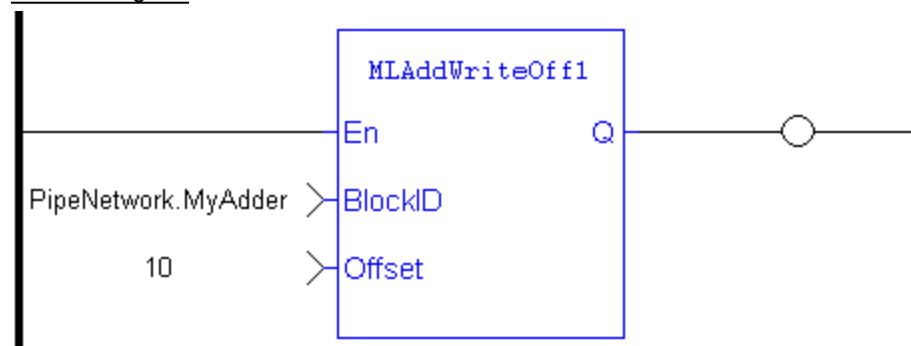 MLAddWriteOff1
En Q
PipeNetwork.MyAdder BlockID
10 Offset